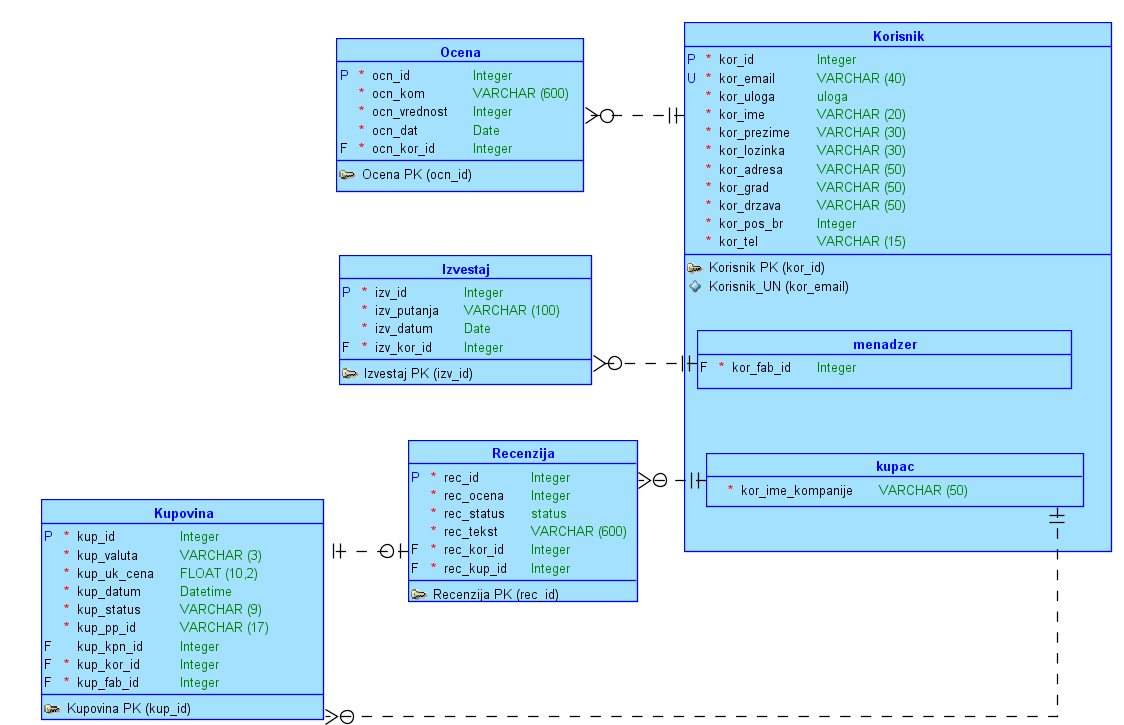 Ocena
P * ocn_id Integer
* ocn_kom VARCHAR (600)
* ocn_vrednost Integer
* ocn_dat Date
F * ocn_kor_id Integer
Ocena PK (ocn_id)
Korisnik
P * kor_id Integer
U * kor_email VARCHAR (40)
* kor_uloga uloga
* kor_ime VARCHAR (20)
* kor_prezime VARCHAR (30)
* kor_lozinka VARCHAR (30)
* kor_adresa VARCHAR (50)
* kor_grad VARCHAR (50)
* kor_drzava VARCHAR (50)
* kor_pos_br Integer
* kor_tel VARCHAR (15)
Korisnik PK (kor_id)
Korisnik_UN (kor_email)
Izvestaj
P * izv_id Integer
* izv_putanja VARCHAR (100)
* izv_datum Date
F * izv_kor_id Integer
Izvestaj PK (izv_id)
menadzer
F * kor_fab_id Integer
Recenzija
P * rec_id Integer
* rec_ocena Integer
* rec_status status
* rec_tekst VARCHAR (600)
F * rec_kor_id Integer
F * rec_kup_id Integer
Recenzija PK (rec_id)
kupac
* kor_ime_kompanije VARCHAR (50)
Kupovina
P * kup_id Integer
* kup_valuta VARCHAR (3)
* kup_uk_cena FLOAT (10,2)
* kup_datum Datetime
* kup_status VARCHAR (9)
* kup_pp_id VARCHAR (17)
F kup_kpn_id Integer
F * kup_kor_id Integer
F * kup_fab_id Integer
Kupovina PK (kup_id)